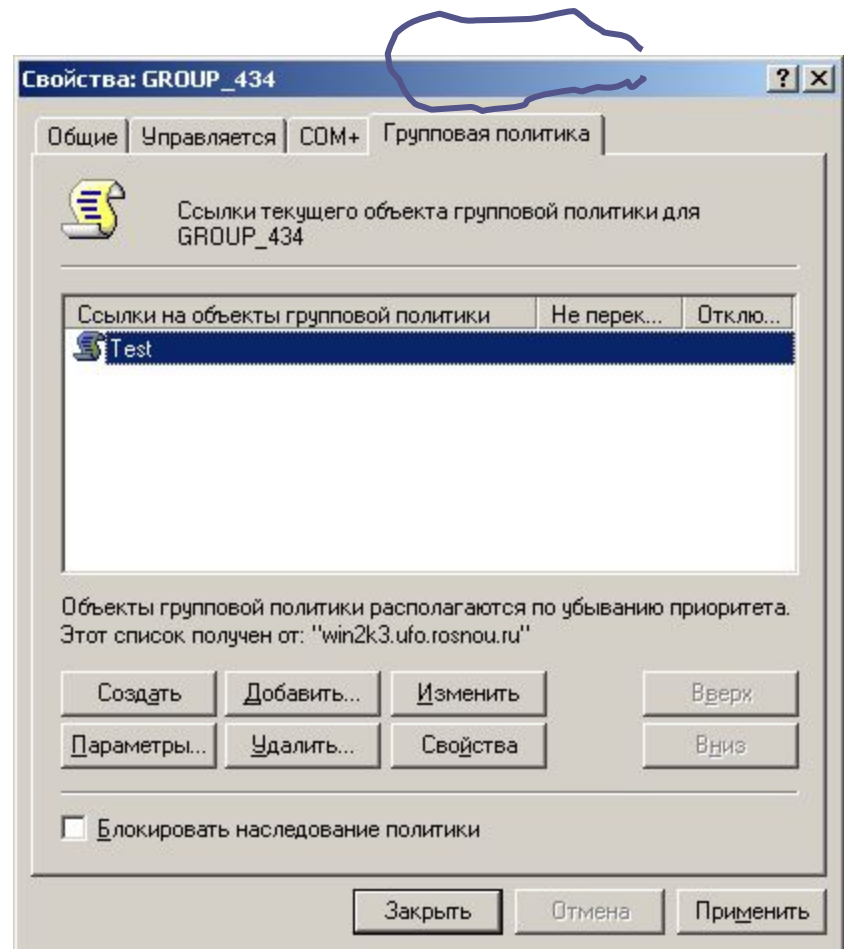 Свойства: GROUP_434
? ×
Общие Управляется COM+ Групповая политика
Ссылки текущего объекта групповой политики для
GROUP_434
Ссылки на объекты групповой политики Не перек... Отклю...
Test
Объекты групповой политики располагаются по убыванию приоритета.
Этот список получен от: "win2k3.ufo.rosnou.ru"
Создать Добавить... Изменить Вверх
Параметры... Удалить... Свойства Вниз
Блокировать наследование политики
Закрыть Отмена Применить